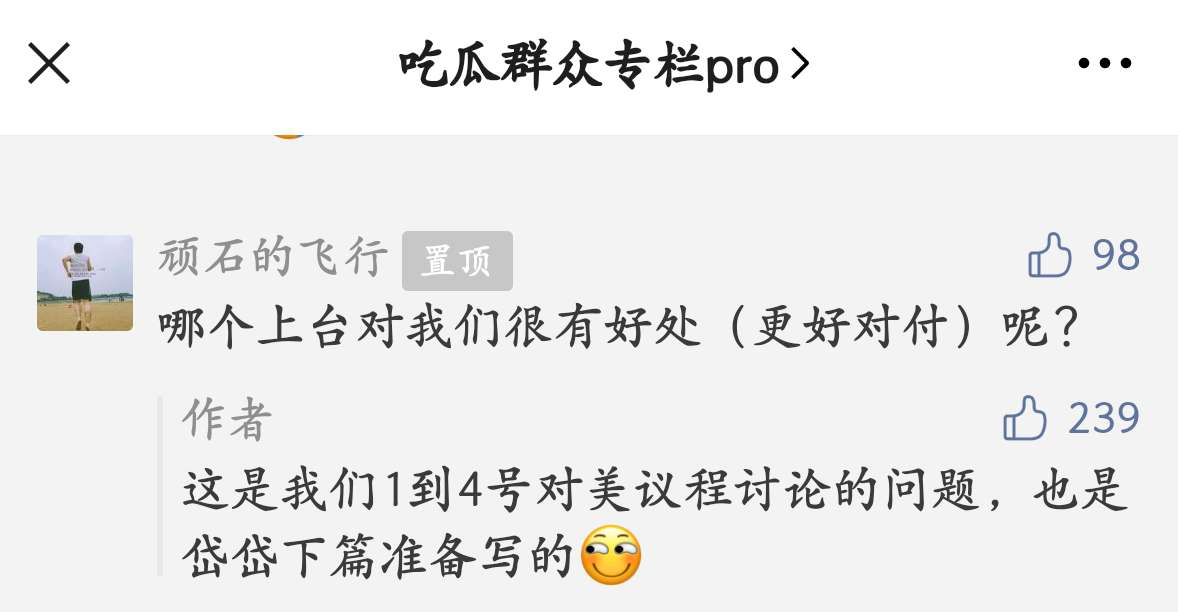 吃瓜群众专栏pro
顽石的飞行 置顶 98
哪个上台对我们很有好处（更好对付）呢？
作者 239
这是我们1到4号对美议程讨论的问题，也是
岱岱下篇准备写的